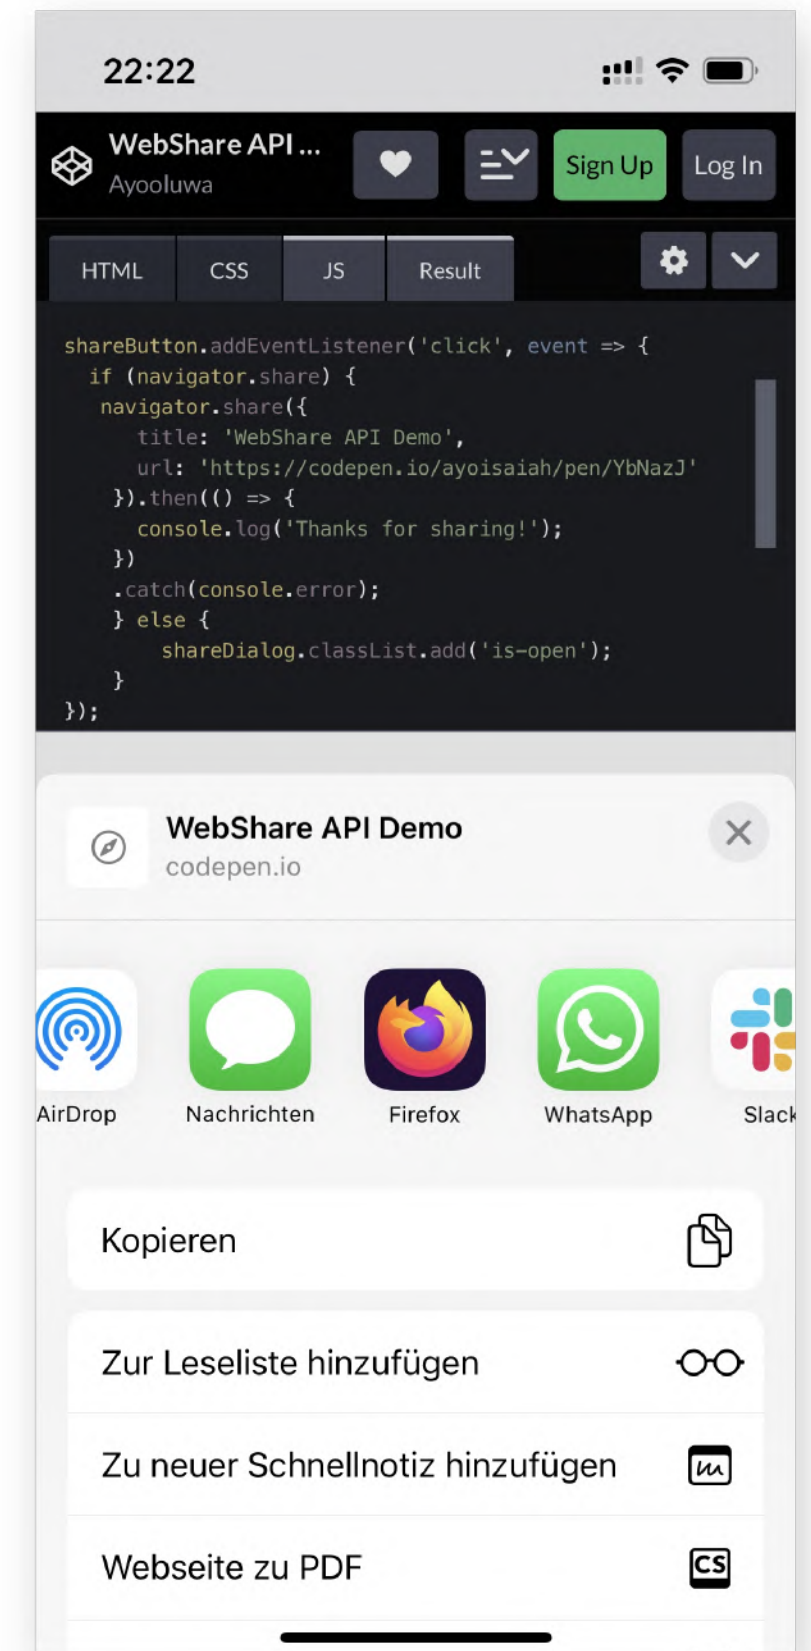 22:22
WebShare API ...
Ayooluwa
Sign Up
Log In
HTML
CSS
JS
Result
shareButton.addEventListener('click', event => {
if (navigator.share) {
navigator.share({
title: 'WebShare API Demo',
url: 'https://codepen.io/ayoisaiah/pen/YbNazJ'
}).then(() => {
console.log('Thanks for sharing!');
})
.catch(console.error);
} else {
shareDialog.classList.add('is-open');
}
});
WebShare API Demo
codepen.io
AirDrop
Nachrichten
Firefox
WhatsApp
Slack
Kopieren
Zur Leseliste hinzufügen
Zu neuer Schnellnotiz hinzufügen
Webseite zu PDF
CS